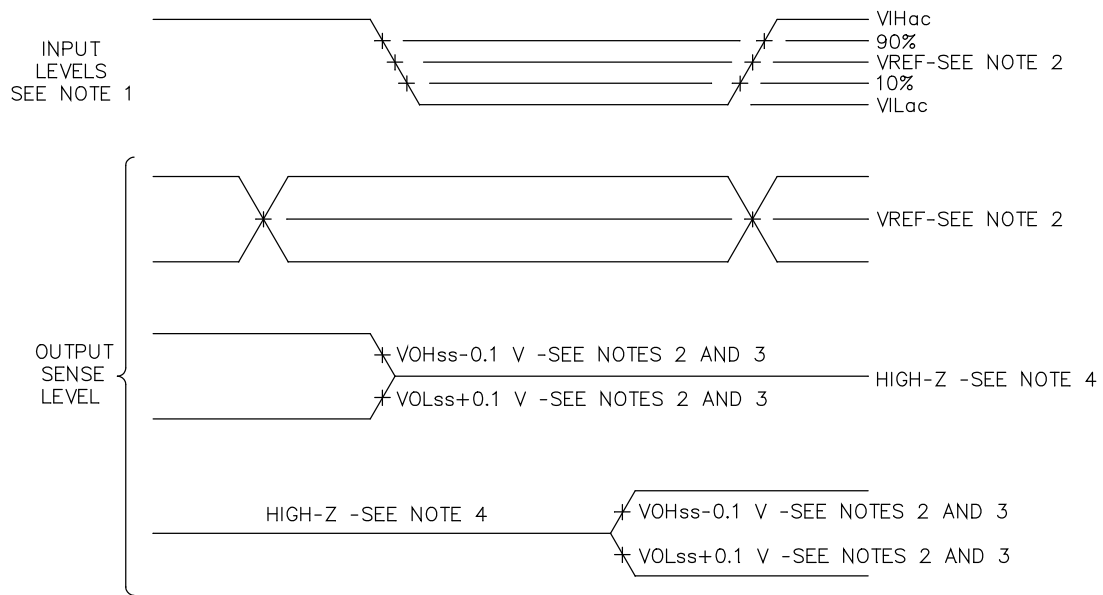 INPUT
LEVELS
SEE NOTE 1
VIHac
90%
VREF-SEE NOTE 2
10%
VILac
VREF-SEE NOTE 2
OUTPUT
SENSE
LEVEL
VOHss-0.1 V -SEE NOTES 2 AND 3
VOLss+0.1 V -SEE NOTES 2 AND 3
HIGH-Z -SEE NOTE 4
HIGH-Z -SEE NOTE 4
VOHss-0.1 V -SEE NOTES 2 AND 3
VOLss+0.1 V -SEE NOTES 2 AND 3